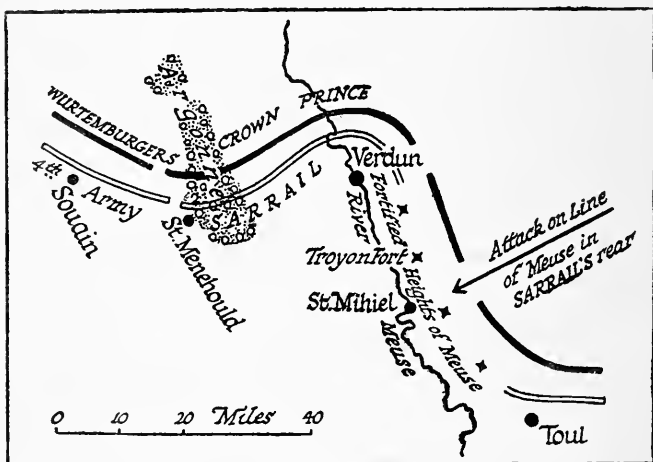 Argonne
WURTEMBURGERS
CROWN PRINCE
4th Army
SARRAIL
Souain
St. Menehould
Verdun
River Meuse
Fortified Heights of Meuse
Troyon Fort
St. Mihiel
Attack on Line
of Meuse in
SARRAIL'S rear
Toul
0 10 20 Miles 40